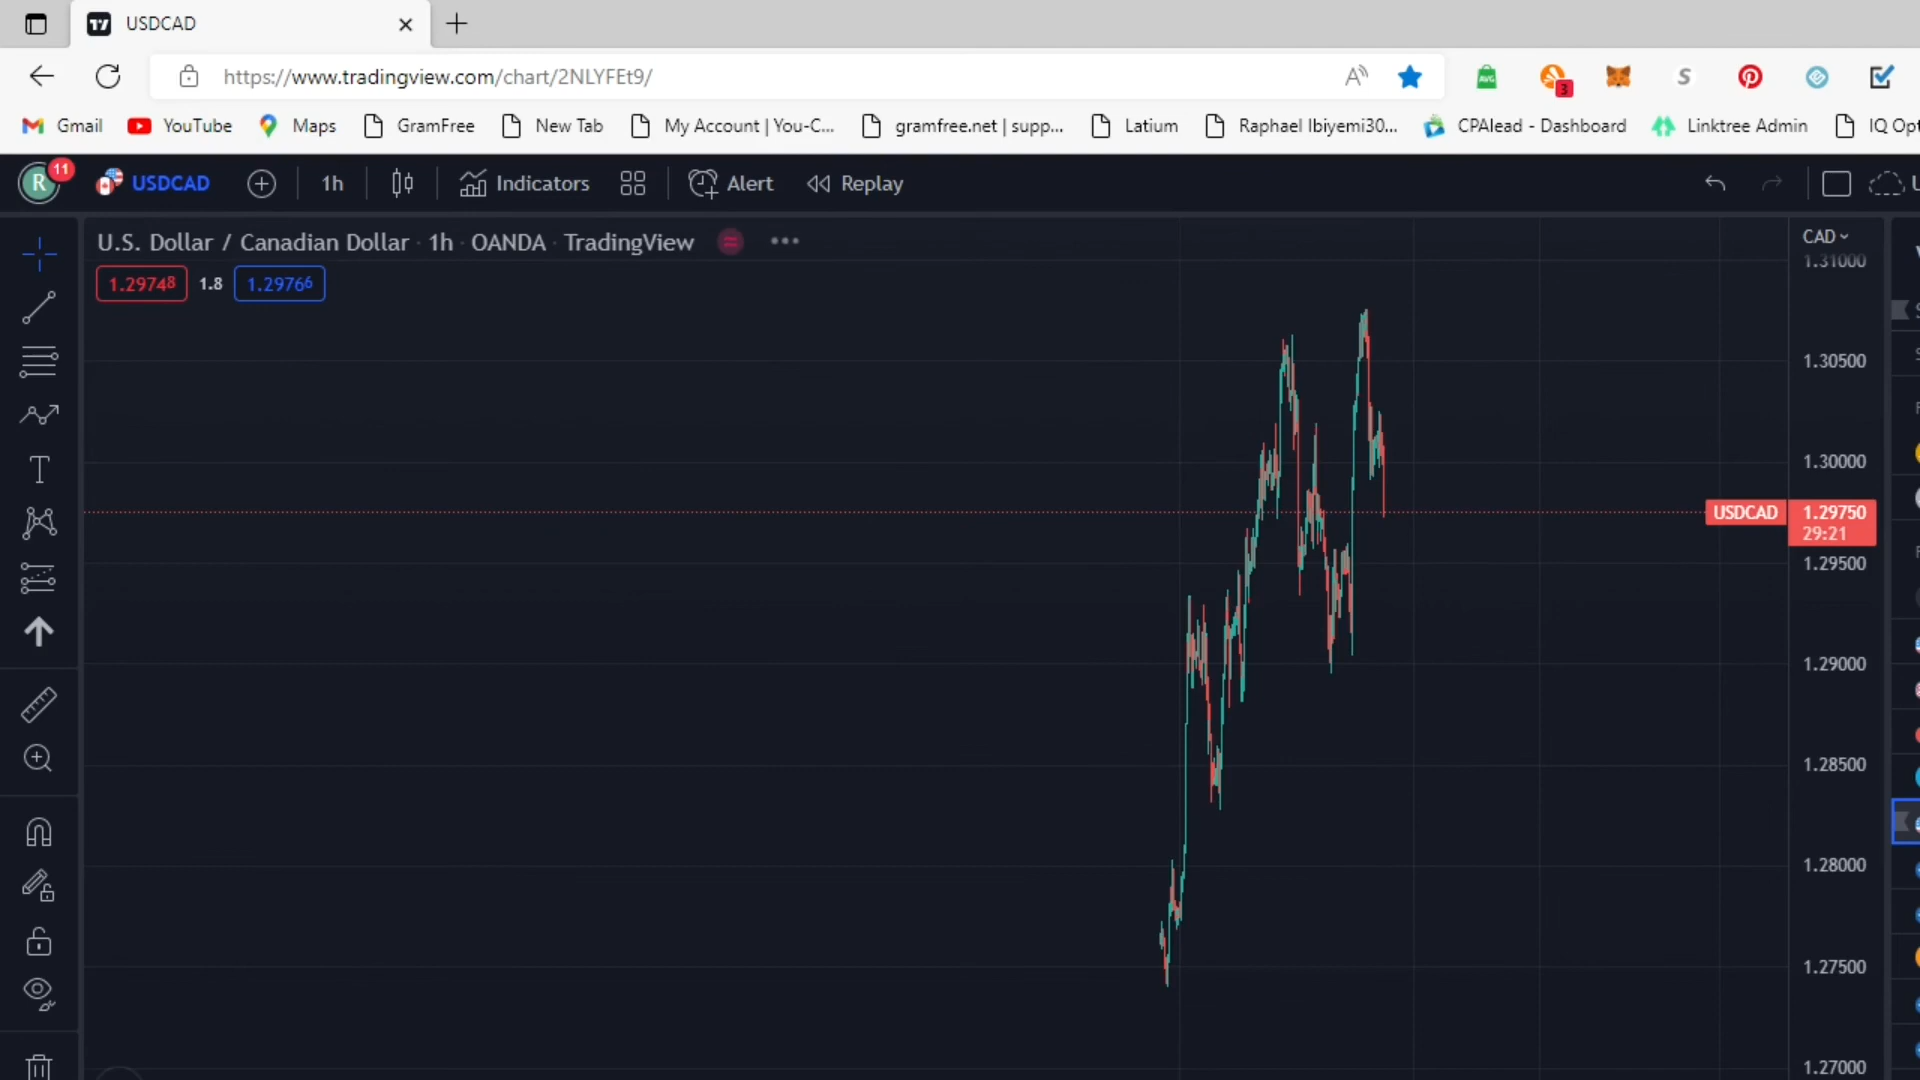 USDCAD
https://www.tradingview.com/chart/2NLYFEt9/
AVG
3
Gmail YouTube Maps GramFree New Tab My Account | You-C... gramfree.net | supp... Latium Raphael Ibiyemi30... CPAlead - Dashboard Linktree Admin IQ Opt
R 11 USDCAD 1h Indicators Alert Replay
U.S. Dollar / Canadian Dollar · 1h · OANDA · TradingView
1.29748 1.8 1.29766
CAD
1.31000
1.30500
1.30000
USDCAD 1.29750
29:21
1.29500
1.29000
1.28500
1.28000
1.27500
1.27000